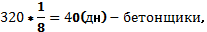 320 * 1/8 = 40(дн) − бетонщики,